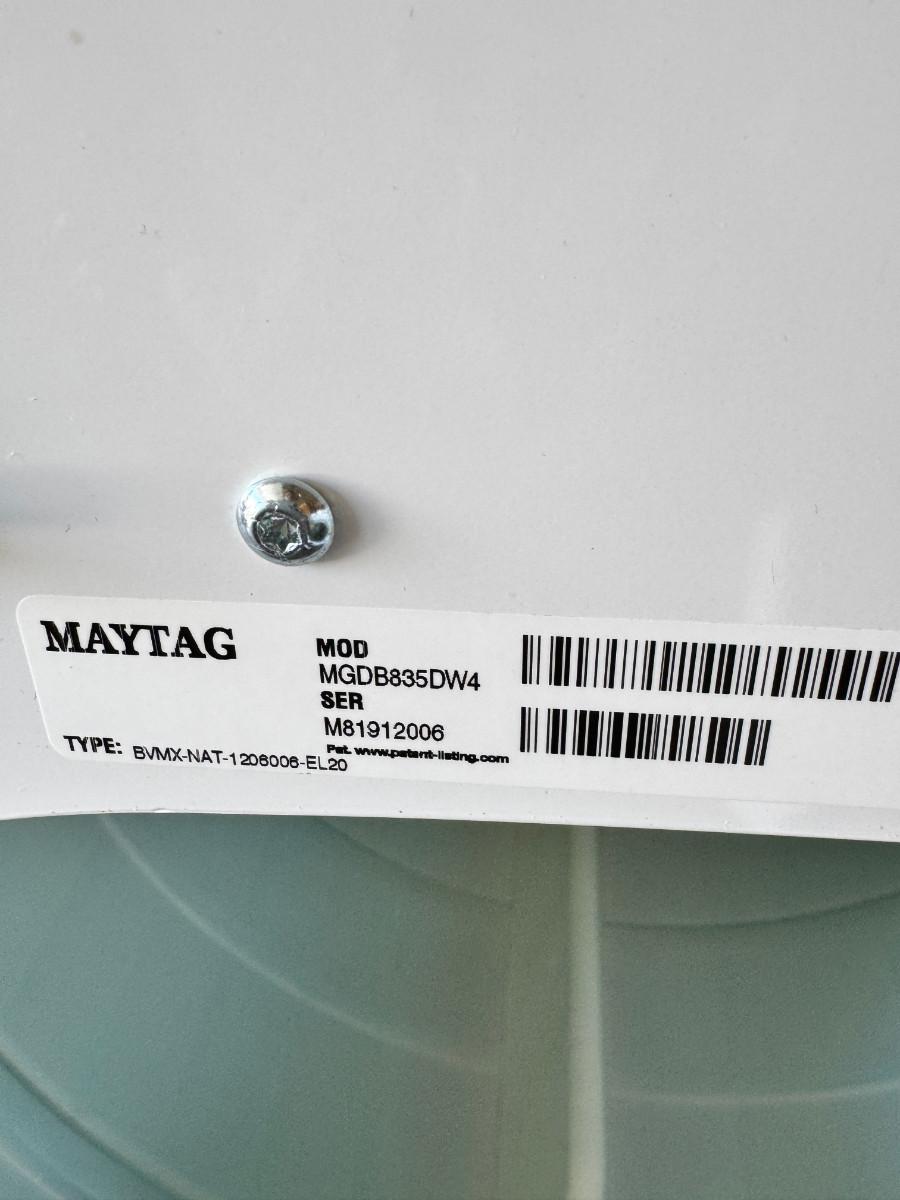 MAYTAG
MOD
MGDB835DW4
SER
M81912006
Pat. www.patent-listing.com
TYPE: BVMX-NAT-1206006-EL20